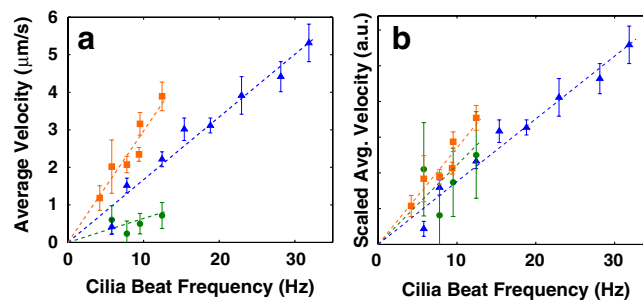 a
Average Velocity (μm/s)
6
5
4
3
2
1
0
0 10 20 30
Cilia Beat Frequency (Hz)
b
Scaled Avg. Velocity (a.u.)
0 10 20 30
Cilia Beat Frequency (Hz)